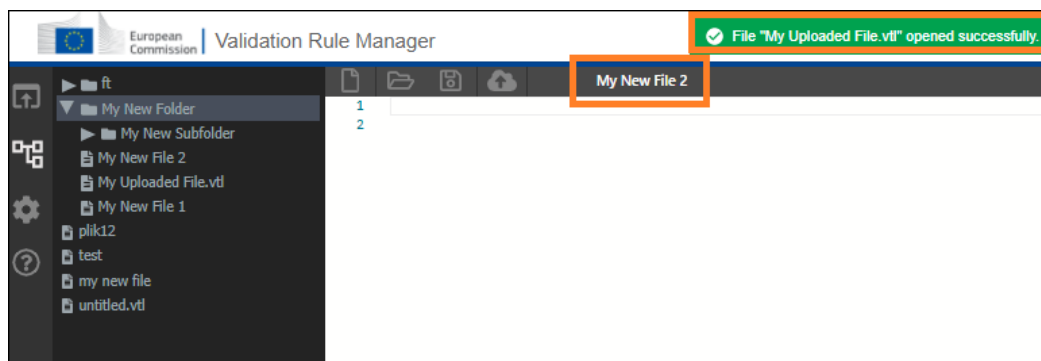 European
Commission
Validation Rule Manager
File "My Uploaded File.vtl" opened successfully.
My New File 2
ft
My New Folder
My New Subfolder
My New File 2
My Uploaded File.vtl
My New File 1
plik12
test
my new file
untitled.vtl
1
2